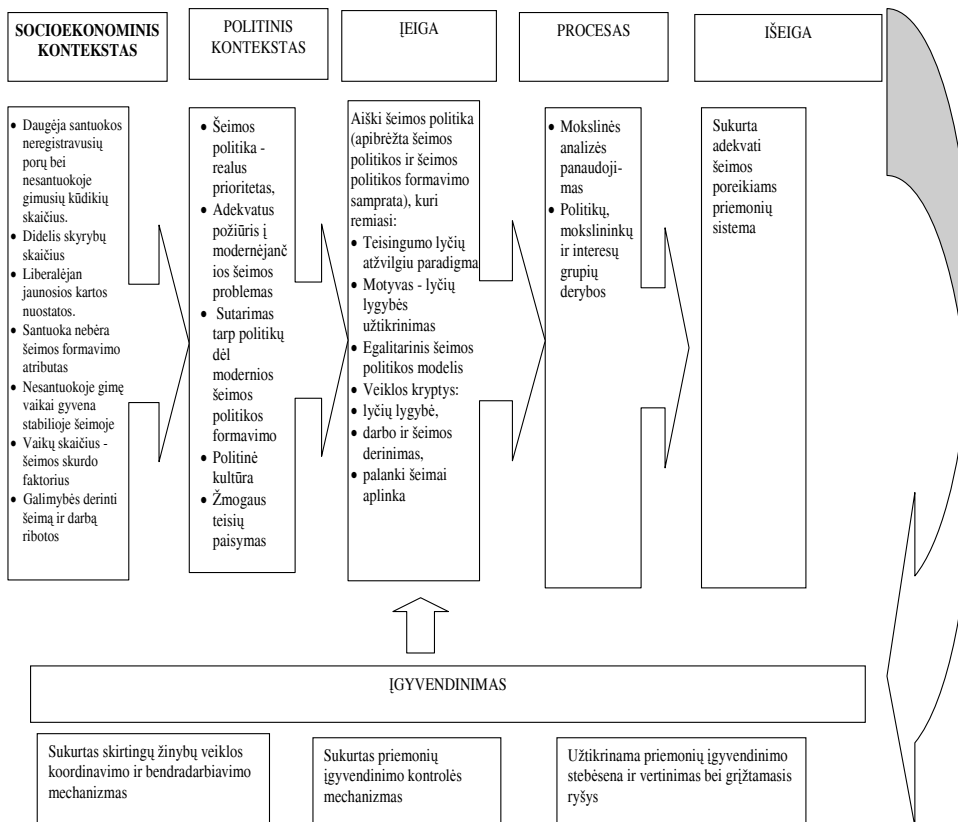 SOCIOEKONOMINIS
KONTEKSTAS
POLITINIS
KONTEKSTAS
ĮEIGA
PROCESAS
IŠEIGA
• Daugėja santuokos
neregistravusių
porų bei
nesantuokoje
gimusių kūdikių
skaičius.
• Didelis skyrybų
skaičius
• Liberalėjan
jaunosios kartos
nuostatos.
• Santuoka nebėra
šeimos formavimo
atributas
• Nesantuokoje gimę
vaikai gyvena
stabilioje šeimoje
• Vaikų skaičius -
šeimos skurdo
faktorius
• Galimybės derinti
šeimą ir darbą
ribotos
• Šeimos
politika -
realus
prioritetas,
• Adekvatus
požiūris į
modernėjanč
ios šeimos
problemas
• Sutarimas
tarp politikų
dėl
modernios
šeimos
politikos
formavimo
• Politinė
kultūra
• Žmogaus
teisių
paisymas
Aiški šeimos politika
(apibrėžta šeimos
politikos ir šeimos
politikos formavimo
samprata), kuri
remiasi:
• Teisingumo lyčių
atžvilgiu paradigma
• Motyvas - lyčių
lygybės
užtikrinimas
• Egalitarinis šeimos
politikos modelis
• Veiklos kryptys:
• lyčių lygybė,
• darbo ir šeimos
derinimas,
• palanki šeimai
aplinka
• Mokslinės
analizės
panaudoji-
mas
• Politikų,
mokslininkų
ir interesų
grupių
derybos
Sukurta
adekvati
šeimos
poreikiams
priemonių
sistema
ĮGYVENDINIMAS
Sukurtas skirtingų žinybų veiklos
koordinavimo ir bendradarbiavimo
mechanizmas
Sukurtas priemonių
įgyvendinimo kontrolės
mechanizmas
Užtikrinama priemonių įgyvendinimo
stebėsena ir vertinimas bei grįžtamasis
ryšys